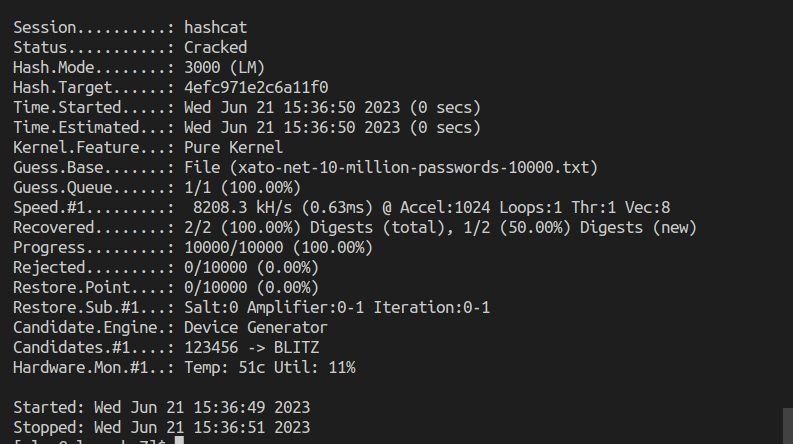 Session..........: hashcat
Status...........: Cracked
Hash.Mode........: 3000 (LM)
Hash.Target......: 4efc971e2c6a11f0
Time.Started.....: Wed Jun 21 15:36:50 2023 (0 secs)
Time.Estimated...: Wed Jun 21 15:36:50 2023 (0 secs)
Kernel.Feature...: Pure Kernel
Guess.Base.......: File (xato-net-10-million-passwords-10000.txt)
Guess.Queue......: 1/1 (100.00%)
Speed.#1.........:  8208.3 kH/s (0.63ms) @ Accel:1024 Loops:1 Thr:1 Vec:8
Recovered........: 2/2 (100.00%) Digests (total), 1/2 (50.00%) Digests (new)
Progress.........: 10000/10000 (100.00%)
Rejected.........: 0/10000 (0.00%)
Restore.Point....: 0/10000 (0.00%)
Restore.Sub.#1...: Salt:0 Amplifier:0-1 Iteration:0-1
Candidate.Engine.: Device Generator
Candidates.#1....: 123456 -> BLITZ
Hardware.Mon.#1..: Temp: 51c Util: 11%
Started: Wed Jun 21 15:36:49 2023
Stopped: Wed Jun 21 15:36:51 2023